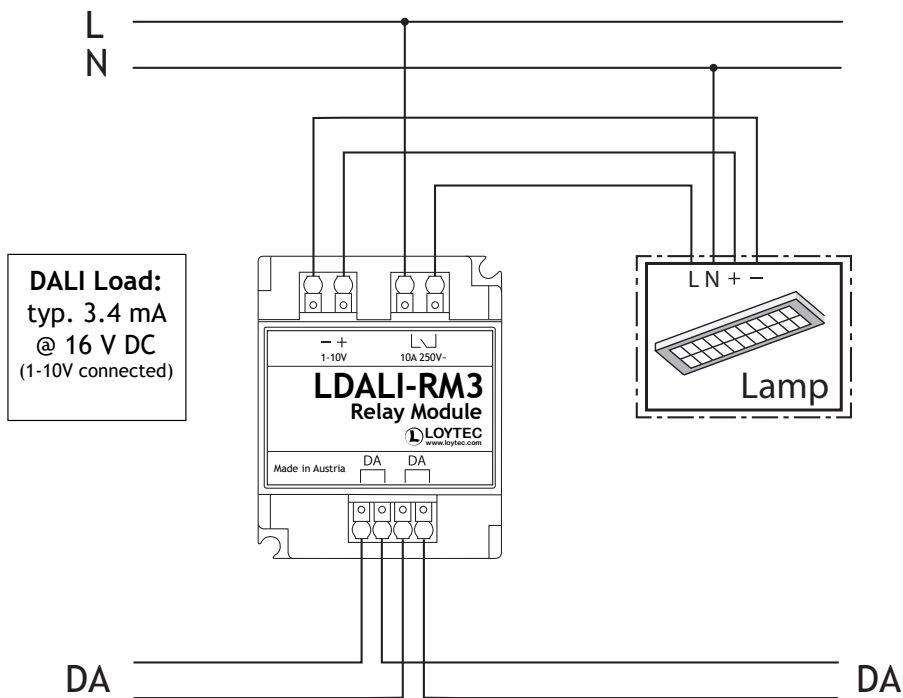 L
N
DALI Load:
typ. 3.4 mA
@ 16 V DC
(1-10V connected)
− +
1-10V
10A 250V~
LDALI-RM3
Relay Module
LOYTEC
www.loytec.com
Made in Austria
DA DA
L N + −
Lamp
DA
DA